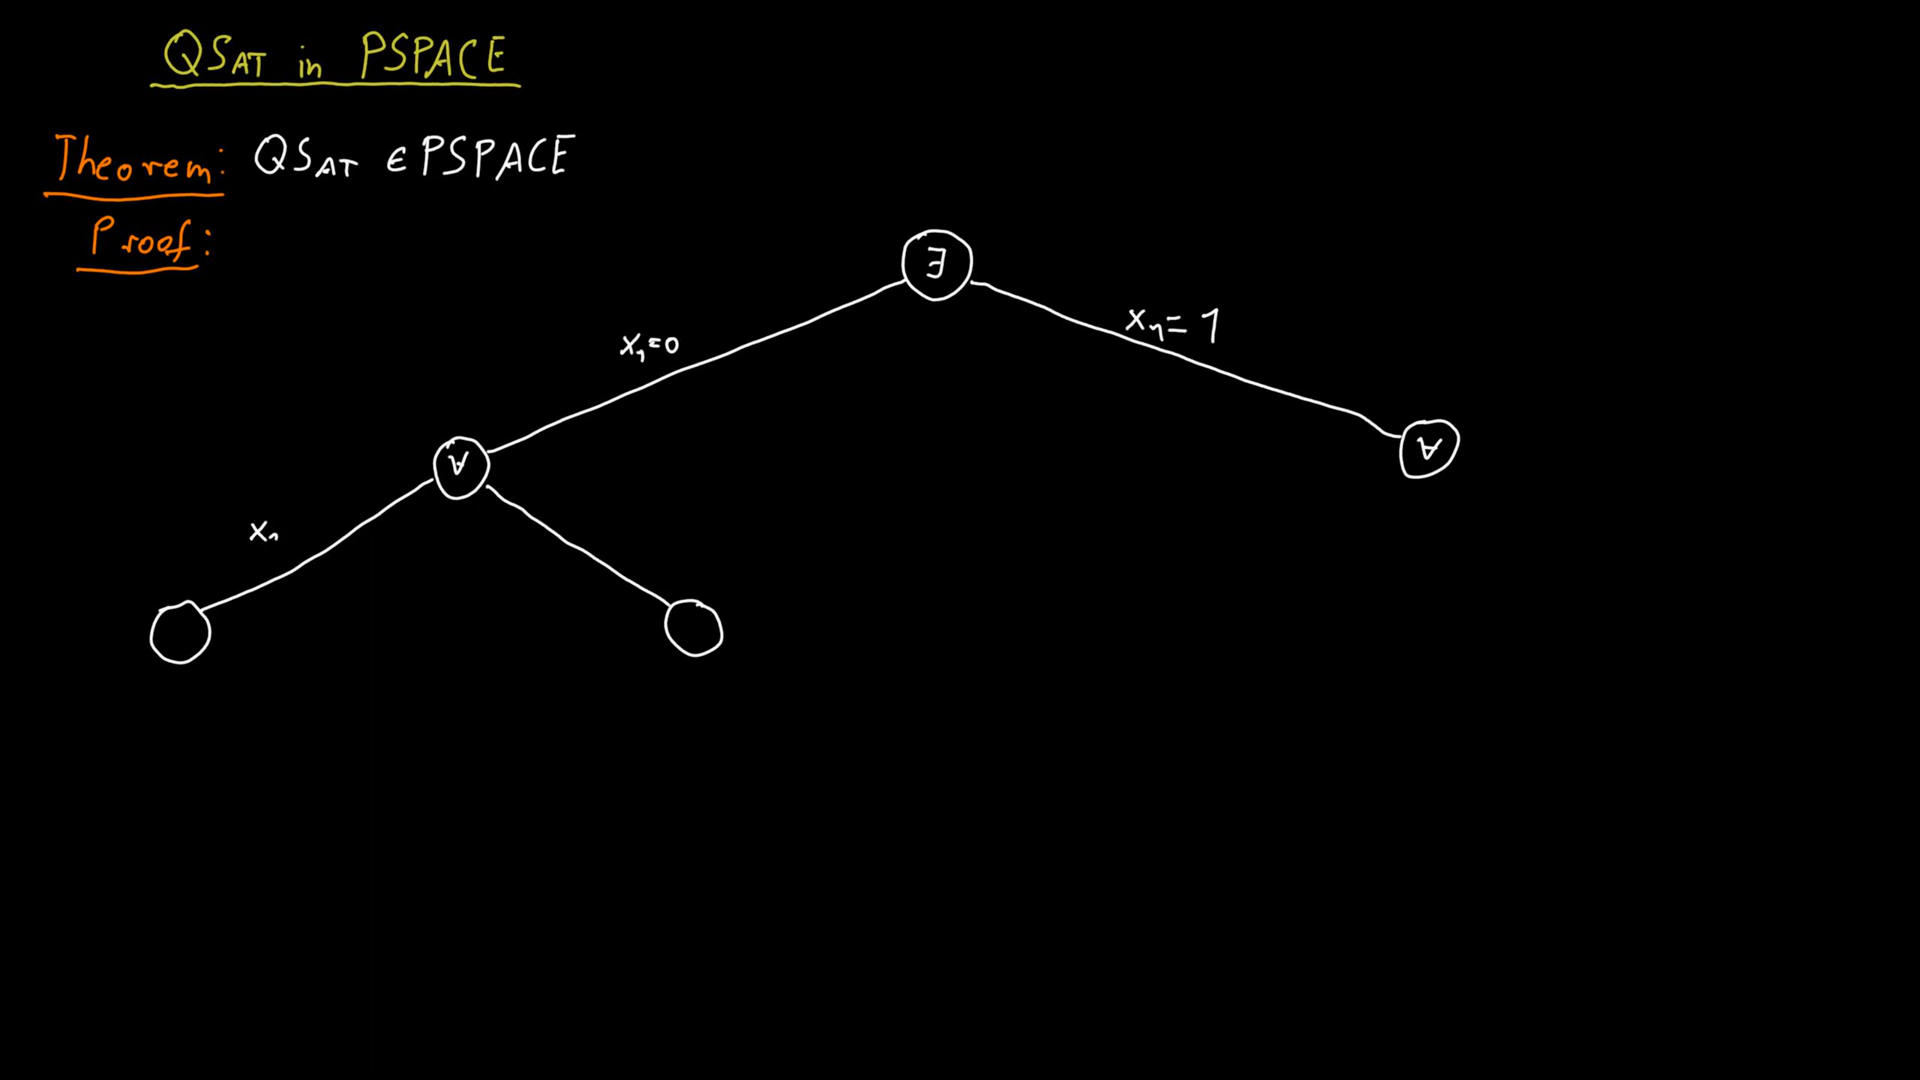 QSAT in PSPACE
Theorem: QSAT ∈ PSPACE
Proof:
∃
x₁=0
x₁=1
∀
∀
x₁